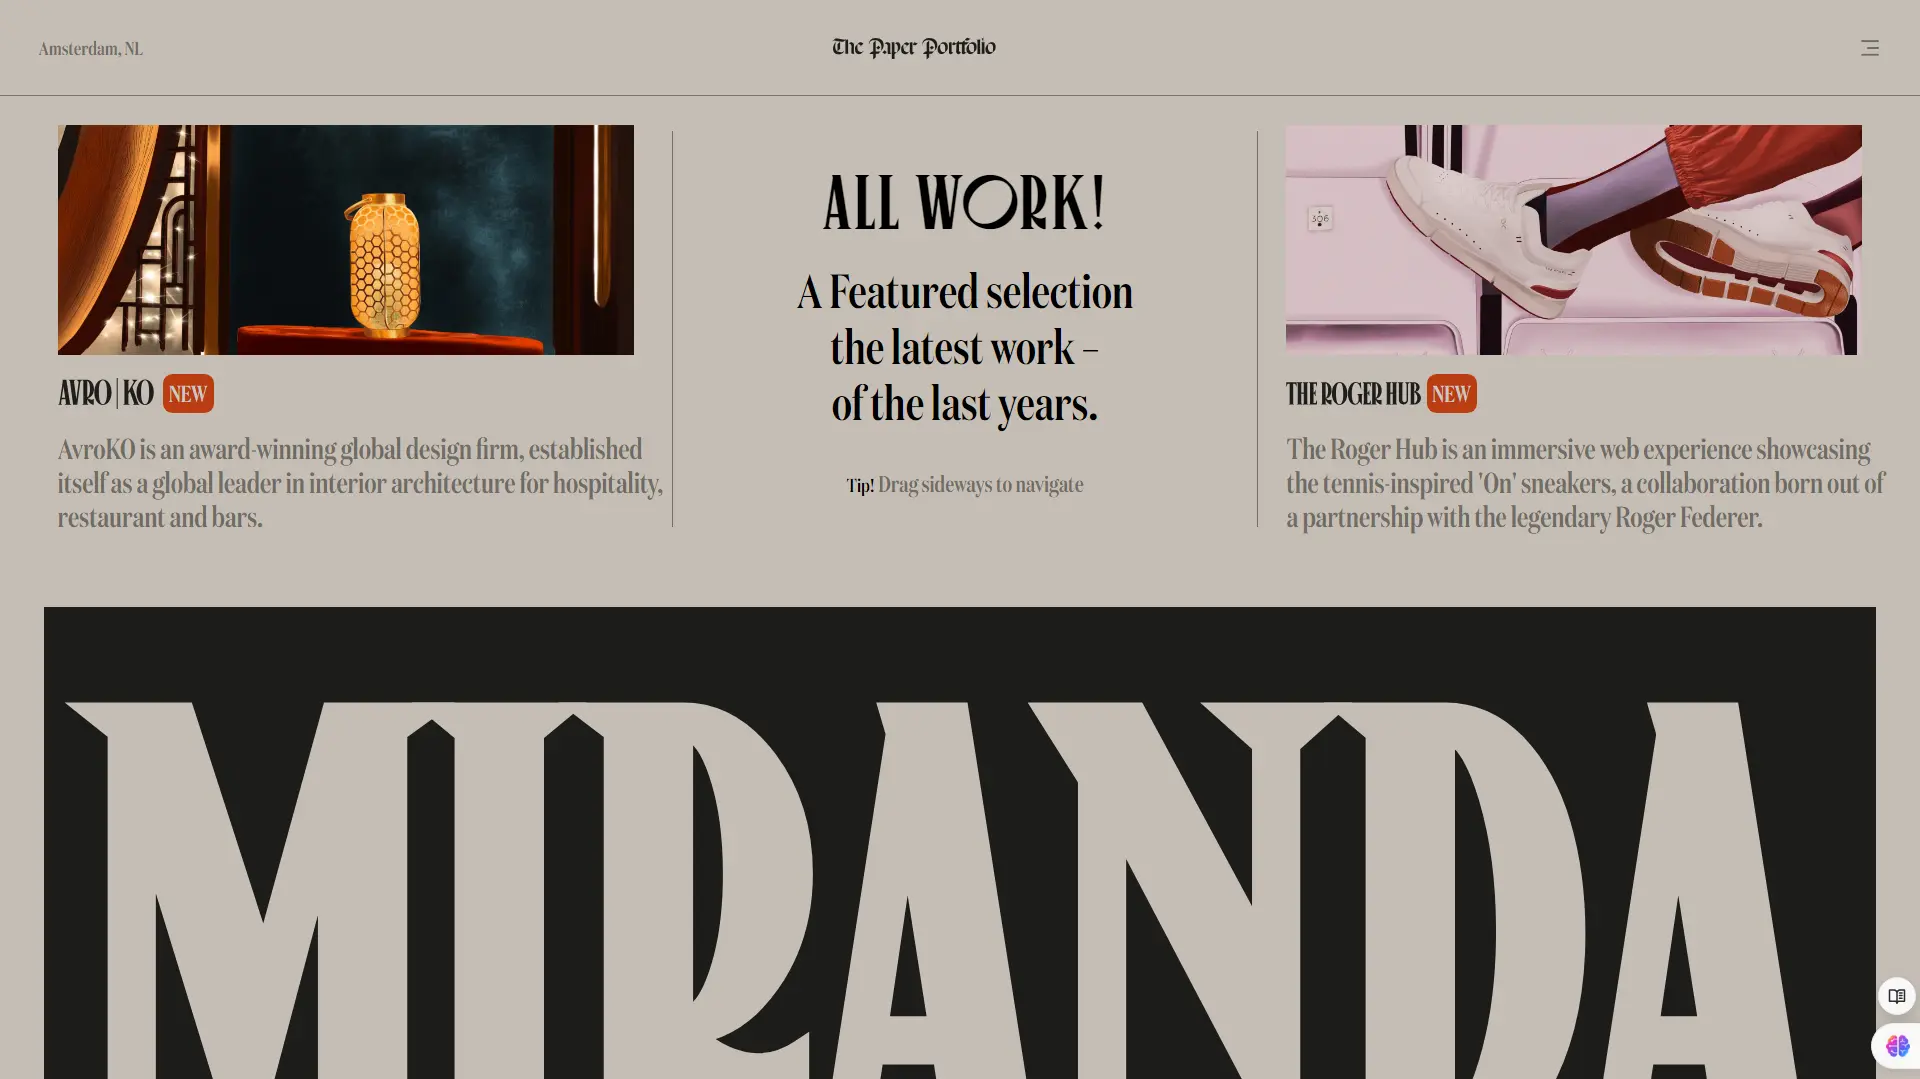 Amsterdam, NL
The Paper Portfolio
AVRO|KO NEW
AvroKO is an award-winning global design firm, established
itself as a global leader in interior architecture for hospitality,
restaurant and bars.
ALL WORK!
A Featured selection
the latest work –
of the last years.
Tip! Drag sideways to navigate
306
THE ROGER HUB NEW
The Roger Hub is an immersive web experience showcasing
the tennis-inspired 'On' sneakers, a collaboration born out of
a partnership with the legendary Roger Federer.
MIRANDA